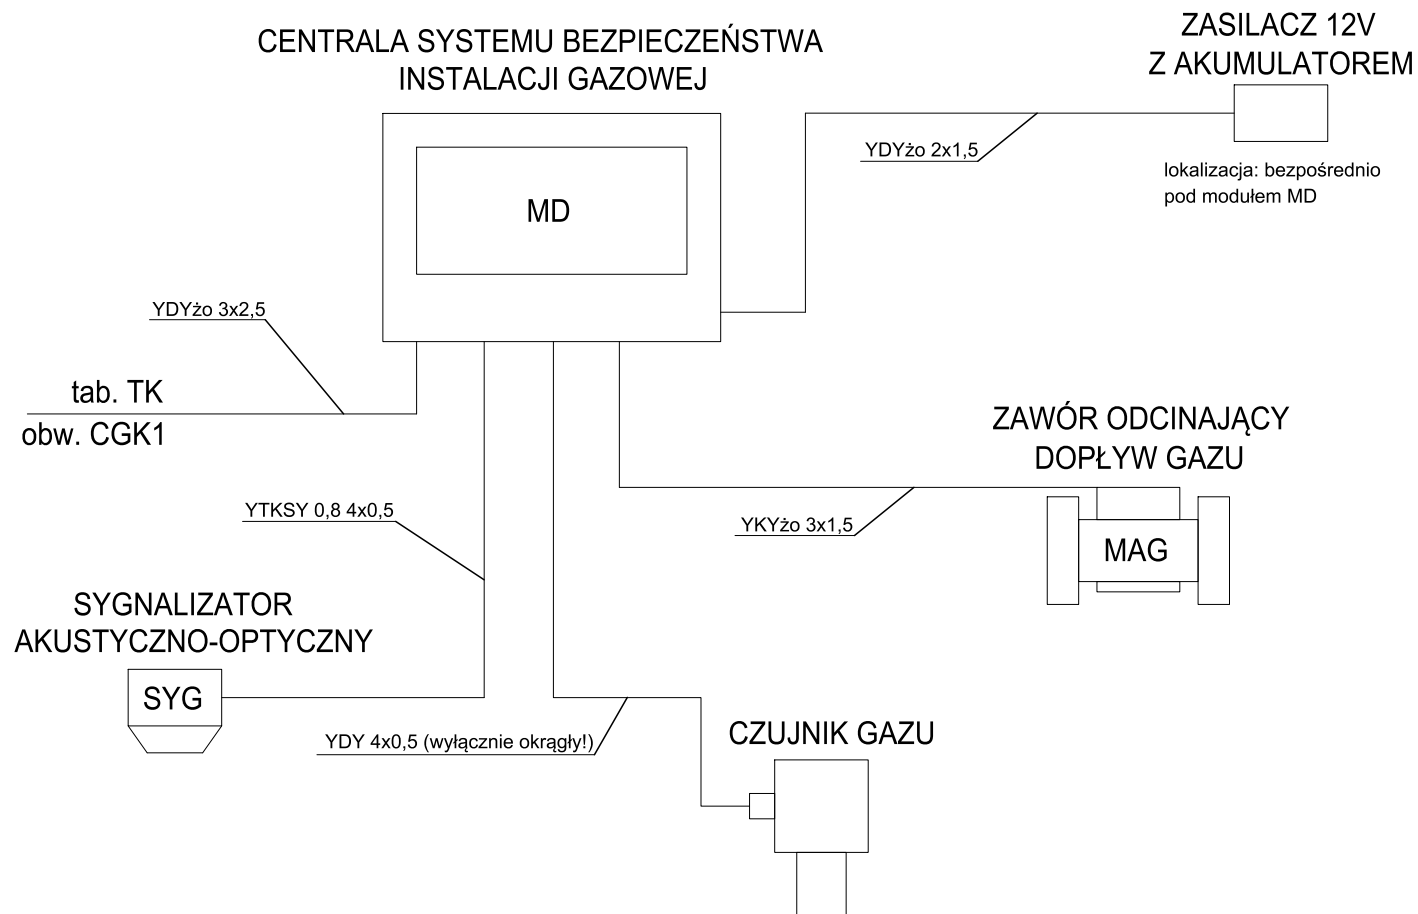 CENTRALA SYSTEMU BEZPIECZEŃSTWA
INSTALACJI GAZOWEJ
MD
ZASILACZ 12V
Z AKUMULATOREM
lokalizacja: bezpośrednio
pod modułem MD
YDYżo 2x1,5
YDYżo 3x2,5
tab. TK
obw. CGK1
ZAWÓR ODCINAJĄCY
DOPŁYW GAZU
MAG
YKYżo 3x1,5
YTKSY 0,8 4x0,5
SYGNALIZATOR
AKUSTYCZNO-OPTYCZNY
SYG
YDY 4x0,5 (wyłącznie okrągły!)
CZUJNIK GAZU